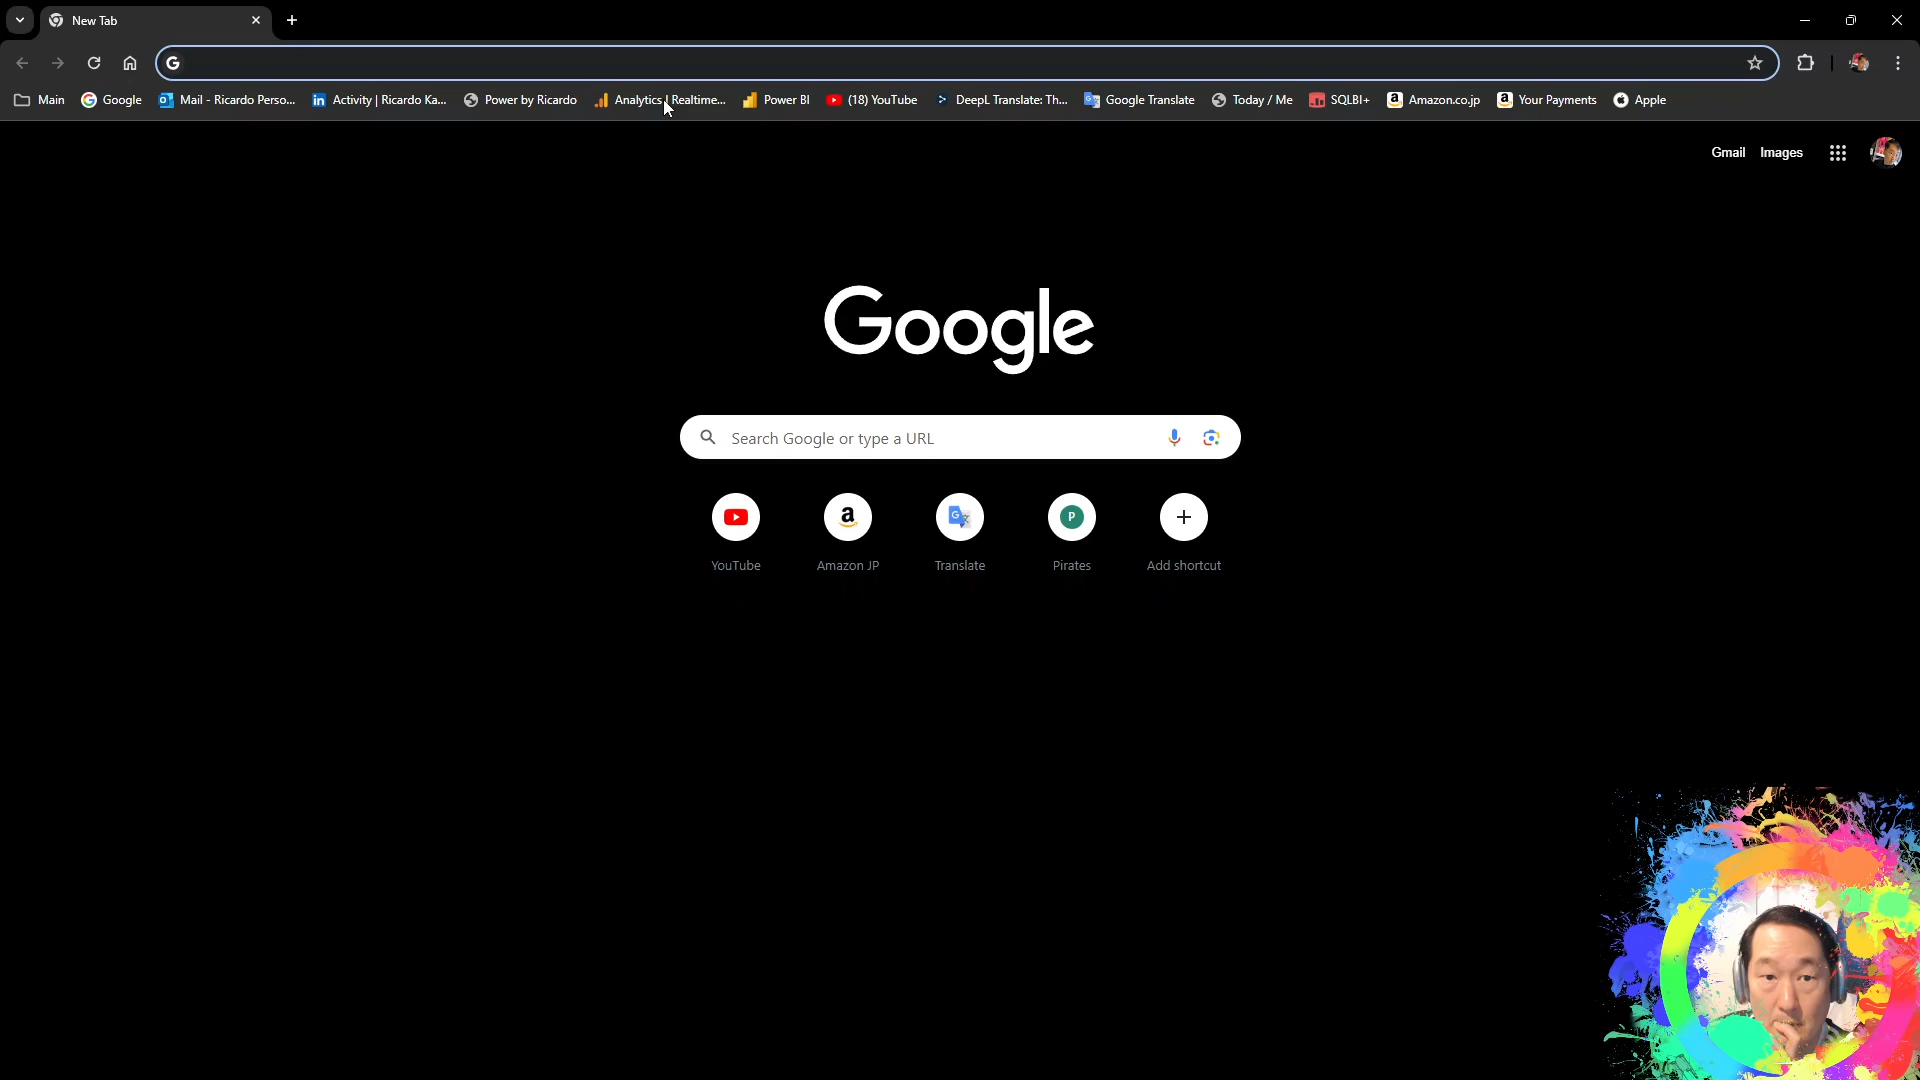 New Tab
Main Google Mail - Ricardo Perso... Activity | Ricardo Ka... Power by Ricardo Analytics | Realtime... Power BI (18) YouTube DeepL Translate: Th... Google Translate Today / Me SQLBI+ Amazon.co.jp Your Payments Apple
Gmail Images
Google
Search Google or type a URL
YouTube Amazon JP Translate Pirates Add shortcut